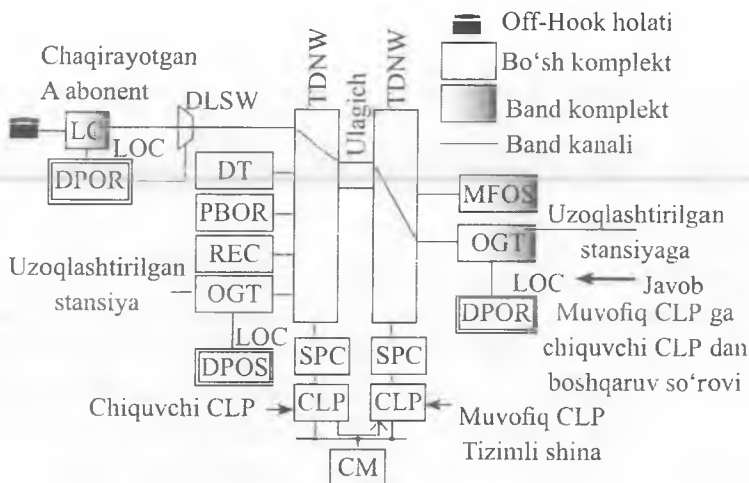 Off-Hook holati
Bo‘sh komplekt
Band komplekt
Band kanali
Chaqirayotgan
A abonent
DLSW
TDNW
Ulagich
TDNW
LC
LOC
DPOR
DT
PBOR
REC
OGT
Uzoqlashtirilgan
stansiya
LOC
DPOS
MFOS
OGT
Uzoqlashtirilgan
stansiyaga
LOC
Javob
DPOR
Muvofiq CLP ga
chiquvchi CLP dan
boshqaruv so‘rovi
SPC
SPC
CLP
CLP
Chiquvchi CLP
Muvofiq CLP
Tizimli shina
CM